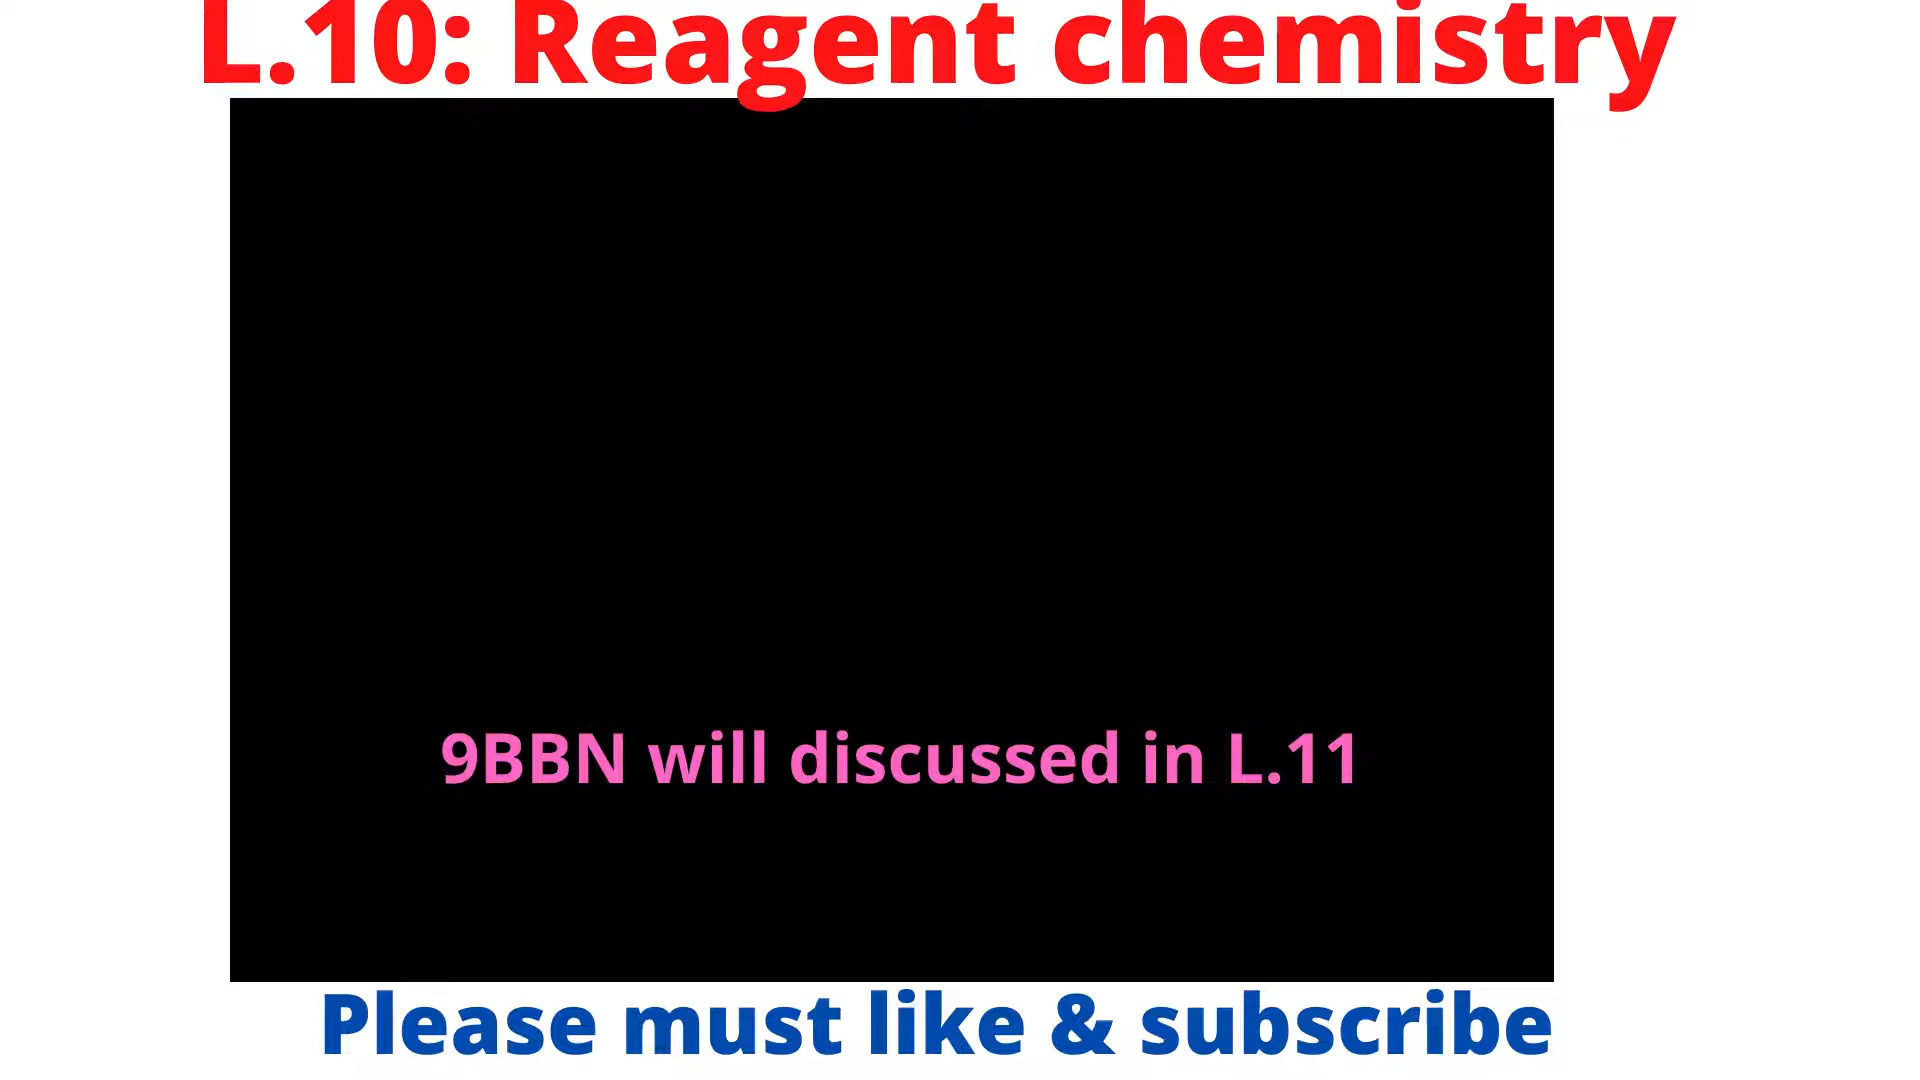 L.10: Reagent chemistry
9BBN will discussed in L.11
Please must like & subscribe